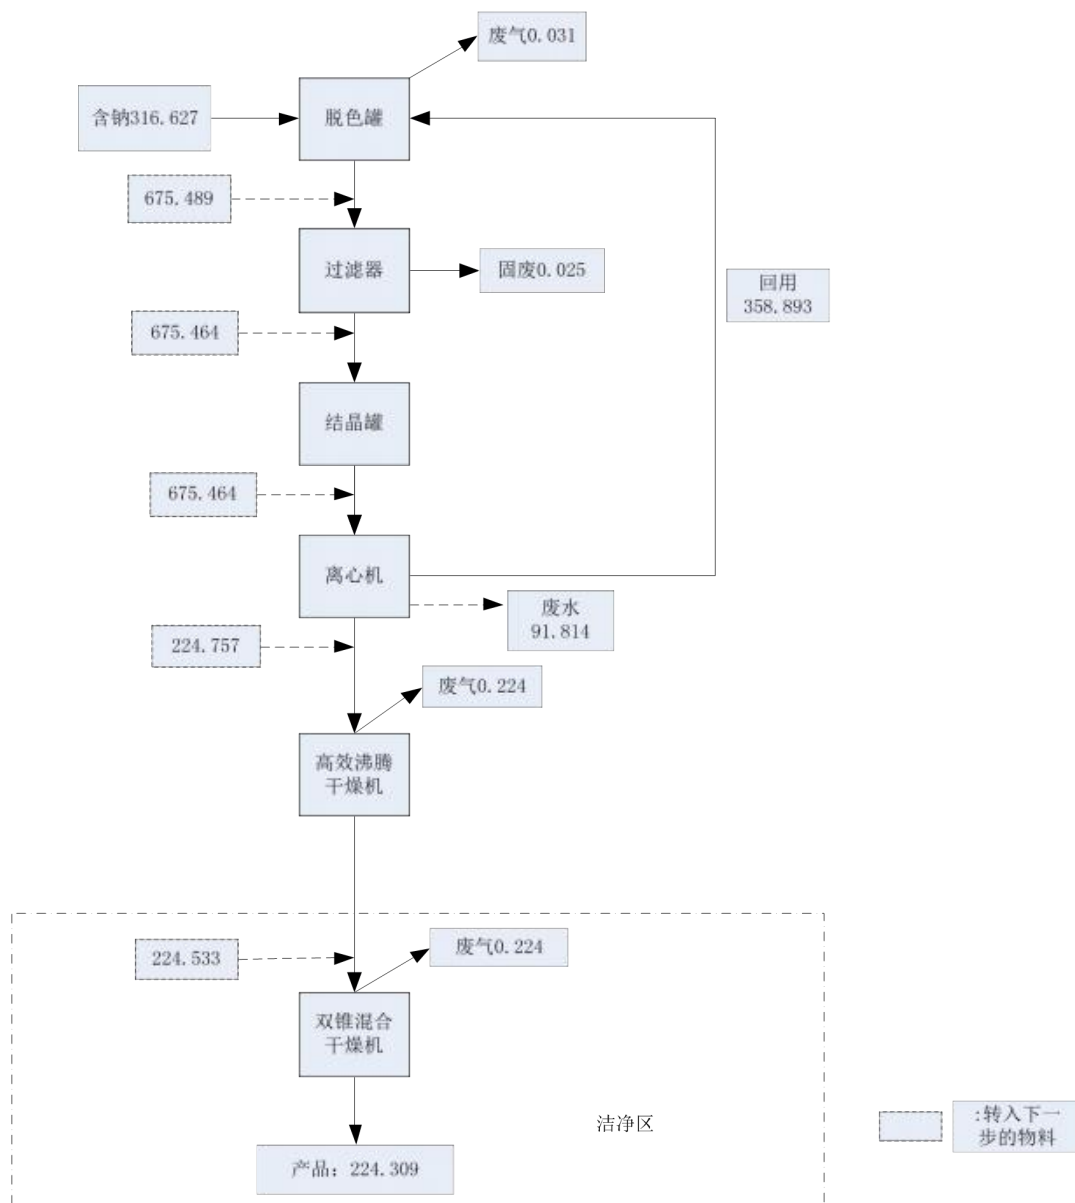 废气0.031
含钠316.627
脱色罐
675.489
过滤器
固废0.025
回用
358.893
675.464
结晶罐
675.464
离心机
废水
91.814
224.757
废气0.224
高效沸腾
干燥机
224.533
废气0.224
双锥混合
干燥机
洁净区
:转入下一
步的物料
产品：224.309